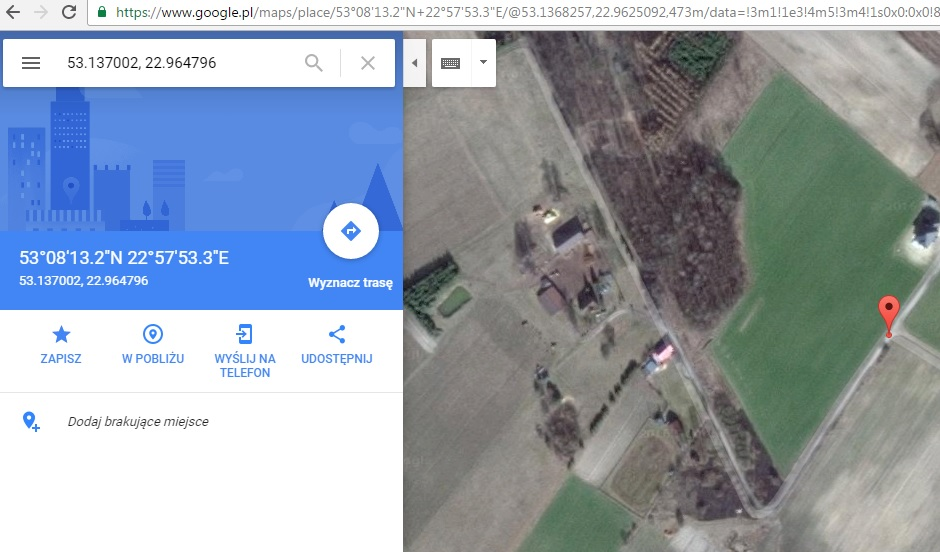 https://www.google.pl/maps/place/53°08'13.2"N+22°57'53.3"E/@53.1368257,22.9625092,473m/data=!3m1!1e3!4m5!3m4!1s0x0:0x0!8
53.137002, 22.964796
53°08'13.2"N 22°57'53.3"E
53.137002, 22.964796
Wyznacz trasę
ZAPISZ
W POBLIŻU
WYŚLIJ NA
TELEFON
UDOSTĘPNIJ
Dodaj brakujące miejsce